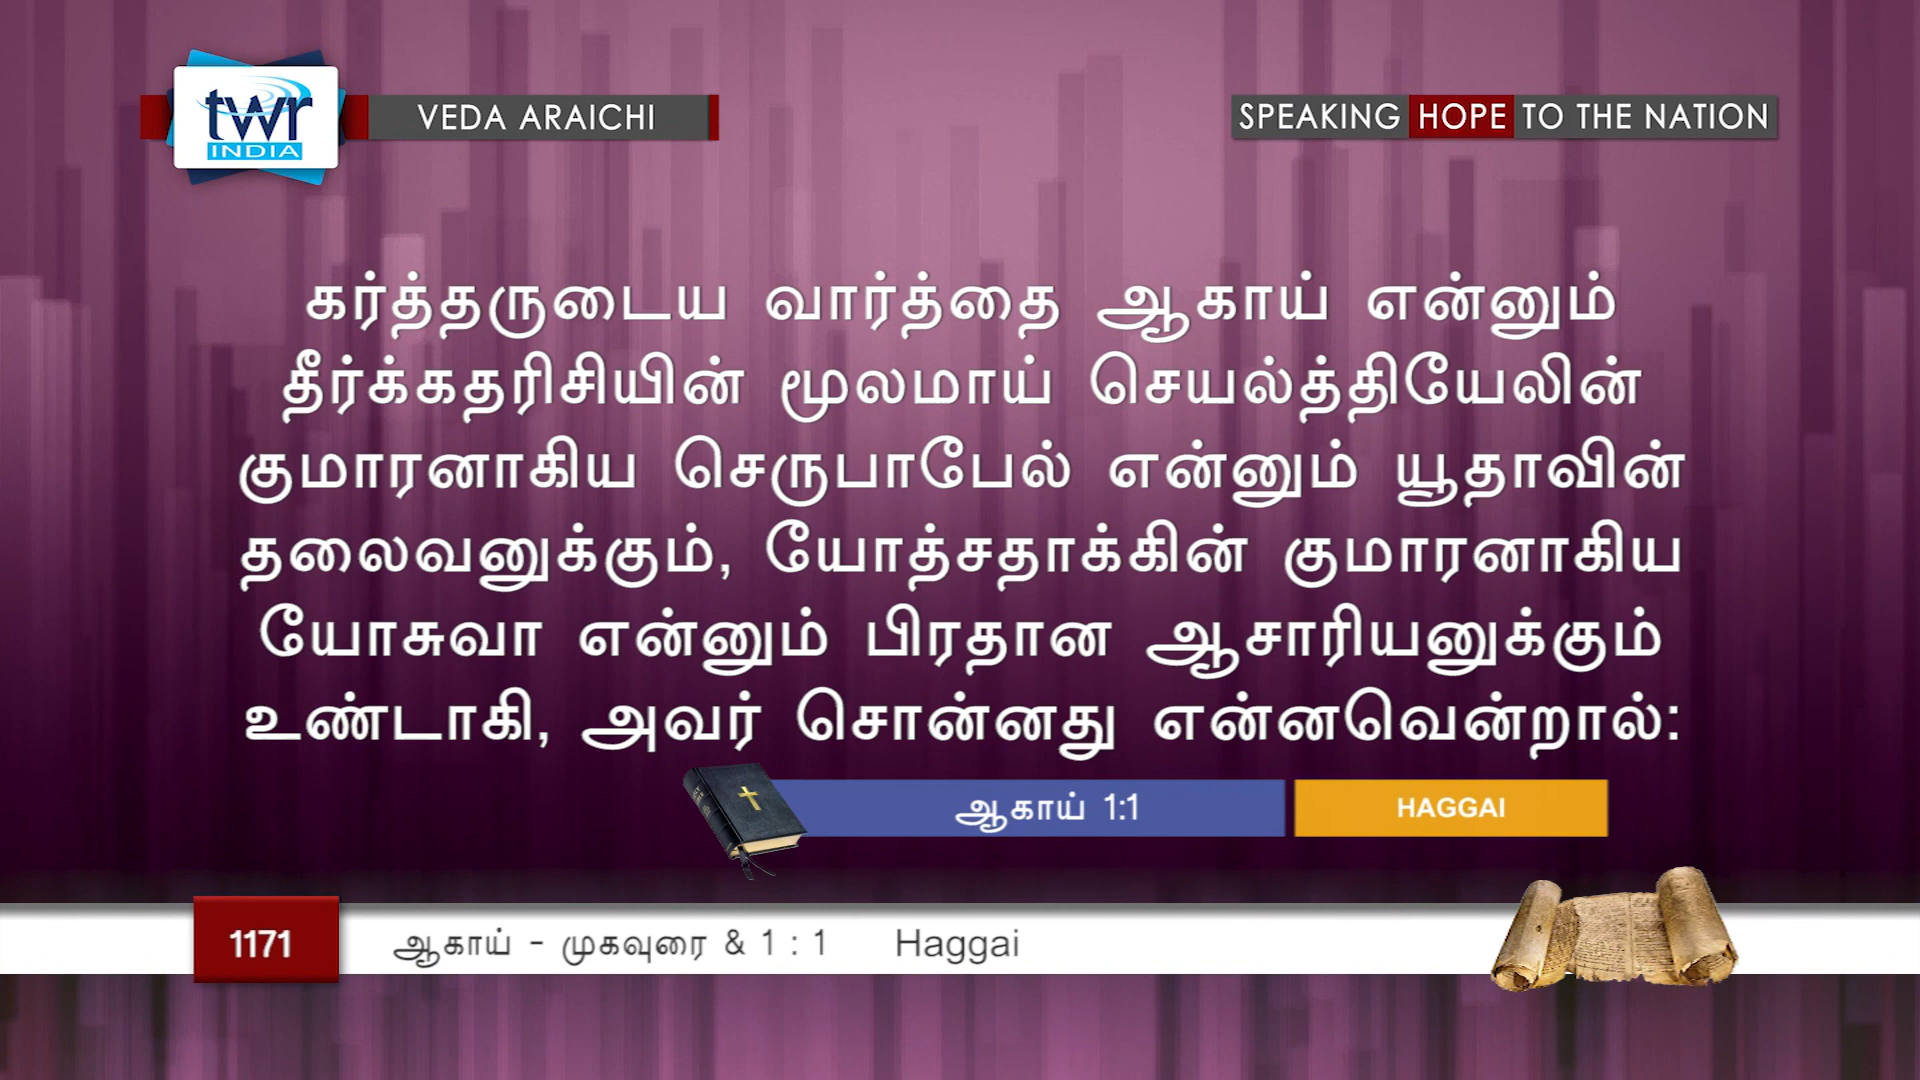 twr
INDIA
VEDA ARAICHI
SPEAKING HOPE TO THE NATION
கர்த்தருடைய வார்த்தை ஆகாய் என்னும்
தீர்க்கதரிசியின் மூலமாய் செயல்த்தியேலின்
குமாரனாகிய செருபாபேல் என்னும் யூதாவின்
தலைவனுக்கும், யோத்சதாக்கின் குமாரனாகிய
யோசுவா என்னும் பிரதான ஆசாரியனுக்கும்
உண்டாகி, அவர் சொன்னது என்னவென்றால்:
ஆகாய் 1:1
HAGGAI
1171
ஆகாய் - முகவுரை & 1 : 1 Haggai